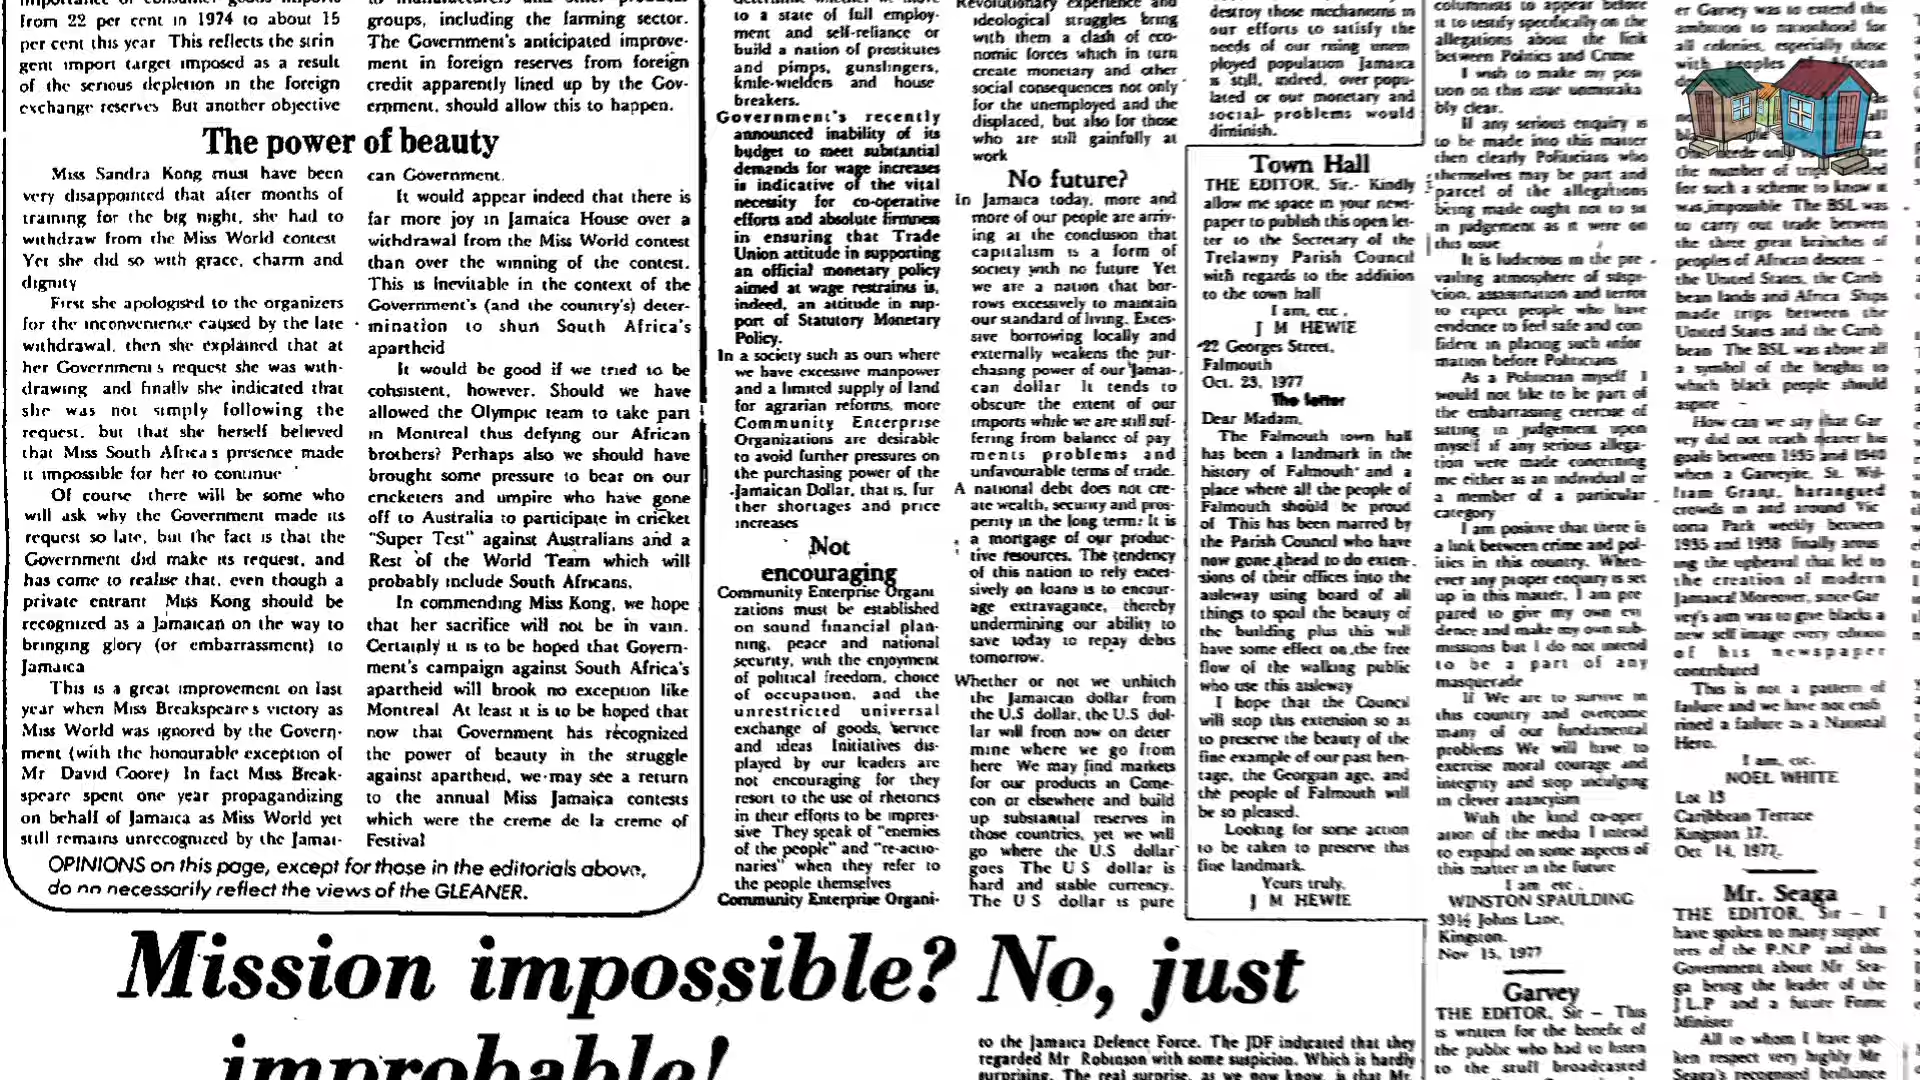 from 22 per cent in 1974 to about 15
per cent this year This reflects the strin
gent import target imposed as a result
of the serious depletion in the foreign
exchange reserves But another objective
groups, including the farming sector.
The Government's anticipated improve-
ment in foreign reserves from foreign
credit apparently lined up by the Gov-
ernment, should allow this to happen.
The power of beauty
Miss Sandra Kong must have been
very disappointed that after months of
training for the big night, she had to
withdraw from the Miss World contest
Yet she did so with grace, charm and
dignity
First she apologised to the organizers
for the inconvenience caused by the late
withdrawal, then she explained that at
her Government s request she was with-
drawing and finally she indicated that
she was not simply following the
request, but that she herself believed
that Miss South Africa s presence made
it impossible for her to continue
Of course there will be some who
will ask why the Government made its
request so late, but the fact is that the
Government did make its request, and
has come to realise that, even though a
private entrant Miss Kong should be
recognized as a Jamaican on the way to
bringing glory (or embarrassment) to
Jamaica
This is a great improvement on last
year when Miss Breakspeare s victory as
Miss World was ignored by the Govern-
ment (with the honourable exception of
Mr David Coore) In fact Miss Break-
speare spent one year propagandizing
on behalf of Jamaica as Miss World yet
still remains unrecognized by the Jamai-
can Government.
It would appear indeed that there is
far more joy in Jamaica House over a
withdrawal from the Miss World contest
than over the winning of the contest.
This is inevitable in the context of the
Government's (and the country's) deter-
mination to shun South Africa's
apartheid
It would be good if we tried to be
consistent, however. Should we have
allowed the Olympic team to take part
in Montreal thus defying our African
brothers? Perhaps also we should have
brought some pressure to bear on our
cricketers and umpire who have gone
off to Australia to participate in cricket
"Super Test" against Australians and a
Rest of the World Team which will
probably include South Africans.
In commending Miss Kong, we hope
that her sacrifice will not be in vain.
Certainly it is to be hoped that Govern-
ment's campaign against South Africa's
apartheid will brook no exception like
Montreal At least it is to be hoped that
now that Government has recognized
the power of beauty in the struggle
against apartheid, we may see a return
to the annual Miss Jamaica contests
which were the creme de la creme of
Festival
OPINIONS on this page, except for those in the editorials above,
do no necessarily reflect the views of the GLEANER.
to a state of full employ-
ment and self-reliance or
build a nation of prostitutes
and pimps, gunslingers,
knife-wielders and house
breakers.
Government's recently
announced inability of its
budget to meet substantial
demands for wage increases
is indicative of the vital
necessity for co-operative
efforts and absolute firmness
in ensuring that Trade
Union attitude in supporting
an official monetary policy
aimed at wage restraints is,
indeed, an attitude in sup-
port of Statutory Monetary
Policy.
In a society such as ours where
we have excessive manpower
and a limited supply of land
for agrarian reforms, more
Community Enterprise
Organizations are desirable
to avoid further pressures on
the purchasing power of the
Jamaican Dollar, that is, fur
ther shortages and price
increases
Not
encouraging
Community Enterprise Organi
zations must be established
on sound financial plan-
ning, peace and national
security, with the enjoyment
of political freedom, choice
of occupation, and the
unrestricted universal
exchange of goods, service
and ideas Initiatives dis-
played by our leaders are
not encouraging for they
resort to the use of rhetorics
in their efforts to be impres-
sive They speak of "enemies
of the people" and "re-actio-
naries" when they refer to
the people themselves
Community Enterprise Organi-
Revolutionary experience and
ideological struggles bring
with them a clash of eco-
nomic forces which in turn
create monetary and other
social consequences not only
for the unemployed and the
displaced, but also for those
who are still gainfully at
work
No future?
In Jamaica today, more and
more of our people are arriv-
ing at the conclusion that
capitalism is a form of
society with no future Yet
we are a nation that bor-
rows excessively to maintain
our standard of living. Exces-
sive borrowing locally and
externally weakens the pur-
chasing power of our Jamai-
can dollar It tends to
obscure the extent of our
imports while we are still suf-
fering from balance of pay
ments problems and
unfavourable terms of trade.
A national debt does not cre-
ate wealth, security and pros-
perity in the long term: It is
a mortgage of our produc-
tive resources. The tendency
of this nation to rely exces-
sively on loans is to encour-
age extravagance, thereby
undermining our ability to
save today to repay debts
tomorrow.
Whether or not we unhitch
the Jamaican dollar from
the U.S dollar, the U.S dol-
lar will from now on deter
mine where we go from
here We may find markets
for our products in Come-
con or elsewhere and build
up substantial reserves in
those countries, yet we will
go where the U.S dollar
goes The U S dollar is
hard and stable currency.
The U S dollar is pure
destroy those mechanisms in
our efforts to satisfy the
needs of our rising unem
ployed population Jamaica
is still, indeed, over popu-
lated or our monetary and
social problems would
diminish.
Town Hall
THE EDITOR, Sir.- Kindly
allow me space in your news-
paper to publish this open let-
ter to the Secretary of the
Trelawny Parish Council
with regards to the addition
to the town hall
I am, etc.,
J M HEWIE
22 Georges Street,
Falmouth
Oct. 23, 1977
The letter
Dear Madam,
The Falmouth town hall
has been a landmark in the
history of Falmouth and a
place where all the people of
Falmouth should be proud
of This has been marred by
the Parish Council who have
now gone ahead to do exten-
sions of their offices into the
aisleway using board of all
things to spoil the beauty of
the building plus this will
have some effect on the free
flow of the walking public
who use this aisleway
I hope that the Council
will stop this extension so as
to preserve the beauty of the
fine example of our past heri-
tage, the Georgian age, and
the people of Falmouth will
be so pleased.
Looking for some action
to be taken to preserve this
fine landmark.
Yours truly,
J M HEWIE
columnists to appear before
it to testify specifically on the
allegations about the link
between Politics and Crime
I wish to make my posi
tion on this issue unmistaka
bly clear.
If any serious enquiry is
to be made into this matter
then clearly Politicians who
themselves may be part and
parcel of the allegations
being made ought not to sit
in judgement as it were on
this issue
It is ludicrous in the pre
vailing atmosphere of suspi-
cion, assassination and terror
to expect people who have
evidence to feel safe and con
fident in placing such infor
mation before Politicians
As a Politician myself I
would not like to be part of
the embarrassing exercise of
sitting in judgement upon
myself if any serious allega-
tion were made concerning
me either as an individual or
a member of a particular
category
I am positive that there is
a link between crime and pol-
itics in this country. When-
ever any proper enquiry is set
up in this matter, I am pre
pared to give my own evi
dence and make my own sub-
missions but I do not intend
to be a part of any
masquerade
If We are to survive in
this country and overcome
many of our fundamental
problems We will have to
exercise moral courage and
integrity and stop indulging
in clever anancyism
With the kind co-oper
ation of the media I intend
to expand on some aspects of
this matter in the future
I am etc.,
WINSTON SPAULDING
39½ Johns Lane,
Kingston.
Nov 15, 1977
Garvey
THE EDITOR, Sir - This
is written for the benefit of
the public who had to listen
to the stuff broadcasted
er Garvey was to extend this
ambition to nationhood for
all colonies, especially those
with peoples of African
the number of trips
for such a scheme to know it
was impossible The BSL was
to carry out trade between
the three great branches of
peoples of African descent -
the United States, the Carib
bean lands and Africa Ships
made trips between the
United States and the Carib
bean The BSL was above all
a symbol of the heights to
which black people should
aspire
How can we say that Gar
vey did not reach nearer his
goals between 1935 and 1940
when a Garveyite, St. Wil-
liam Grant, harangued
crowds in and around Vic
toria Park weekly between
1935 and 1938 finally arous
ing the upheaval that led to
the creation of modern
Jamaica! Moreover, since Gar
vey's aim was to give blacks a
new self image every edition
of his newspaper
contributed
This is not a pattern of
failure and we have not ensh
rined a failure as a National
Hero.
I am, etc.
NOEL WHITE
Lot 13
Caribbean Terrace
Kingston 17.
Oct 14, 1977.
Mr. Seaga
THE EDITOR, Sir - I
have spoken to many suppor
ters of the P.N.P and this
Government about Mr Sea-
ga being the leader of the
J L.P and a future Prime
Minister
All to whom I have spo-
ken respect very highly Mr
Seaga's recognised brilliance
Mission impossible? No, just
improbable!
to the Jamaica Defence Force. The JDF indicated that they
regarded Mr Robinson with some suspicion. Which is hardly
surprising. The real surprise, as we now know, is that Mr.